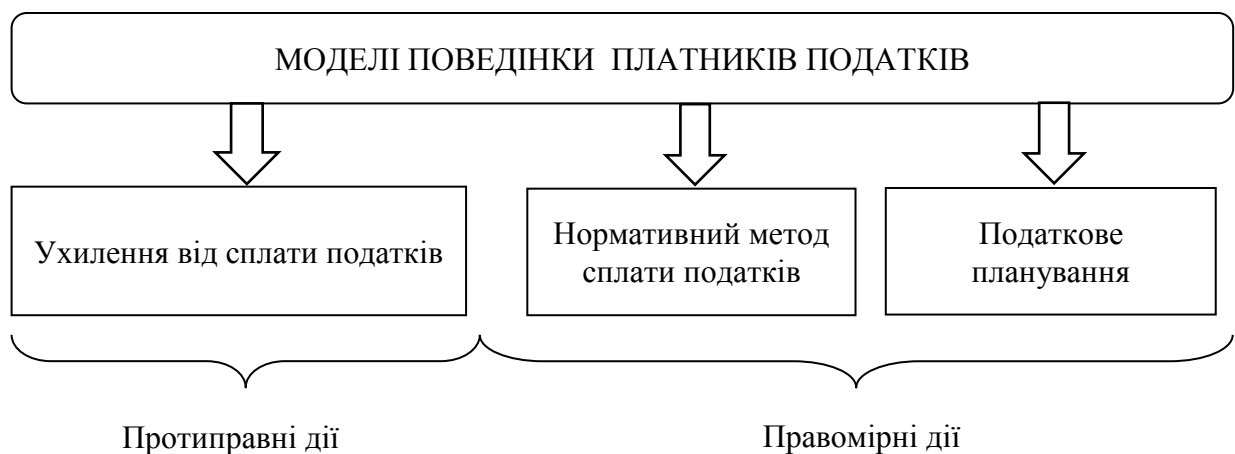 МОДЕЛІ ПОВЕДІНКИ ПЛАТНИКІВ ПОДАТКІВ
Ухилення від сплати податків
Нормативний метод
сплати податків
Податкове
планування
Протиправні дії
Правомірні дії